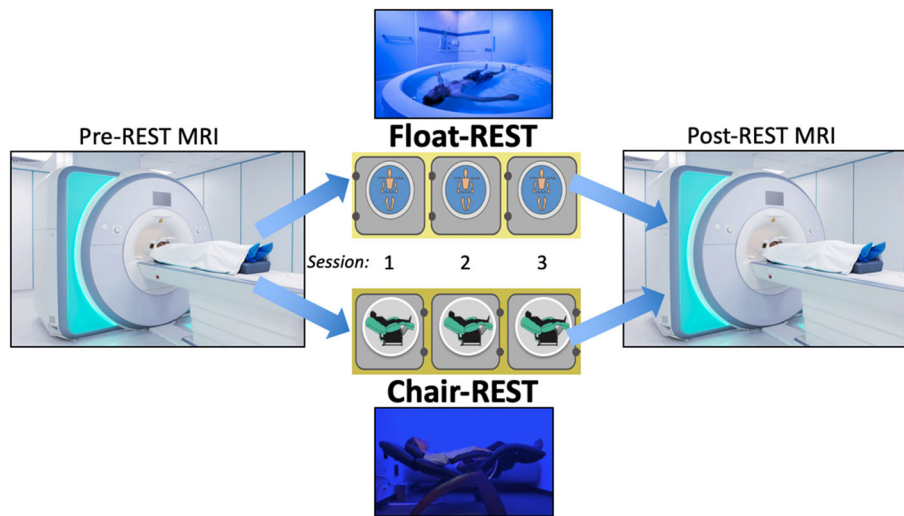 Pre-REST MRI
Float-REST
Post-REST MRI
Session: 1 2 3
Chair-REST